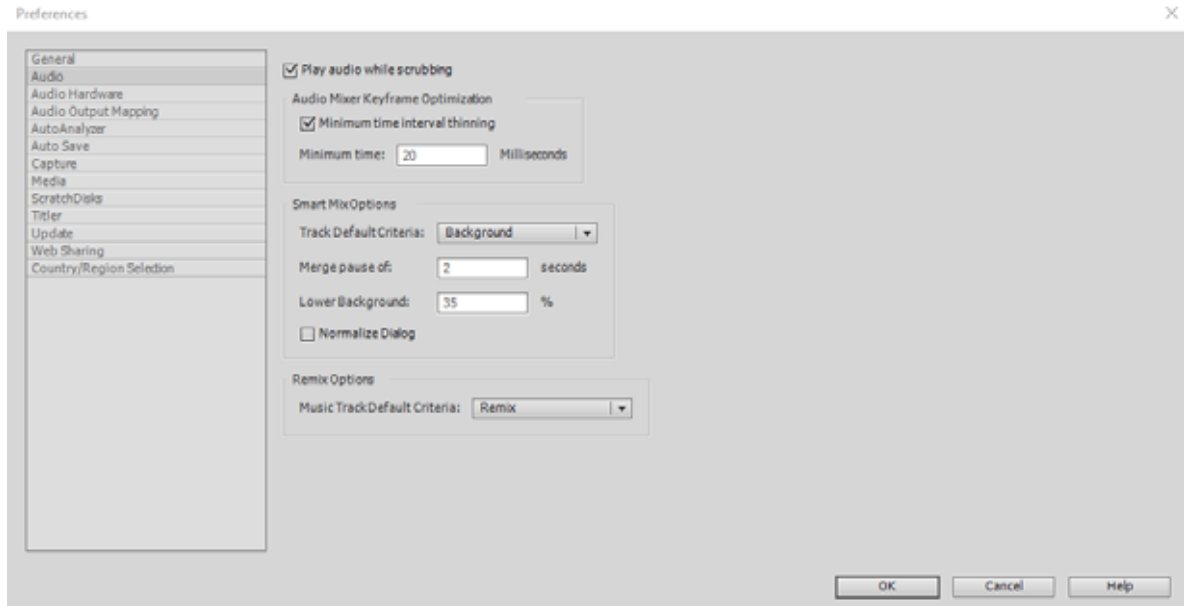 Preferences
General
Audio
Audio Hardware
Audio Output Mapping
AutoAnalyzer
Auto Save
Capture
Media
ScratchDisks
Titler
Update
Web Sharing
Country/Region Selection
Play audio while scrubbing
Audio Mixer Keyframe Optimization
Minimum time interval thinning
Minimum time: 20 Milliseconds
Smart Mix Options
Track Default Criteria: Background
Merge pause of: 2 seconds
Lower Background: 35 %
Normalize Dialog
Remix Options
Music Track Default Criteria: Remix
OK Cancel Help